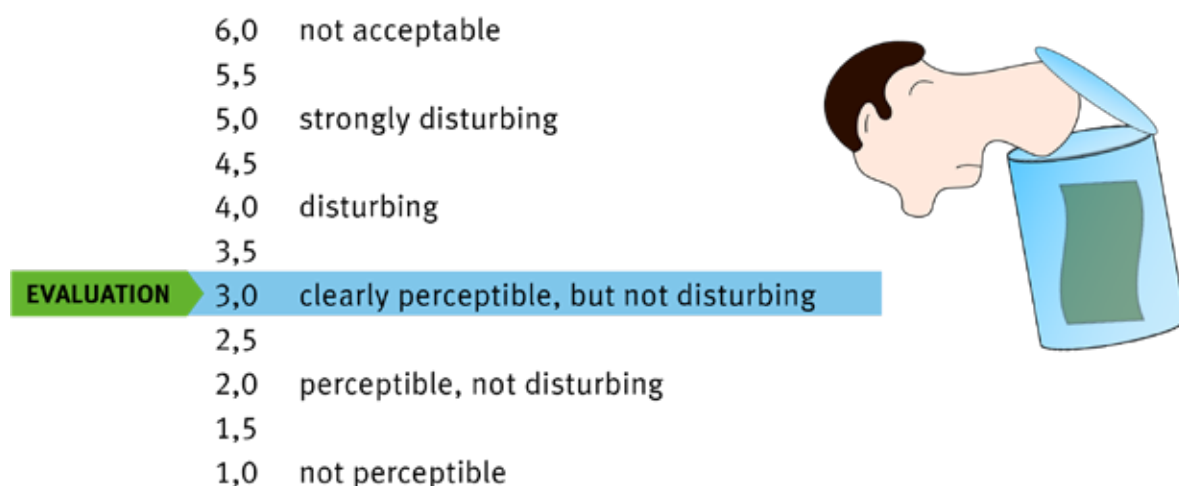 6,0 not acceptable
5,5
5,0 strongly disturbing
4,5
4,0 disturbing
3,5
EVALUATION 3,0 clearly perceptible, but not disturbing
2,5
2,0 perceptible, not disturbing
1,5
1,0 not perceptible